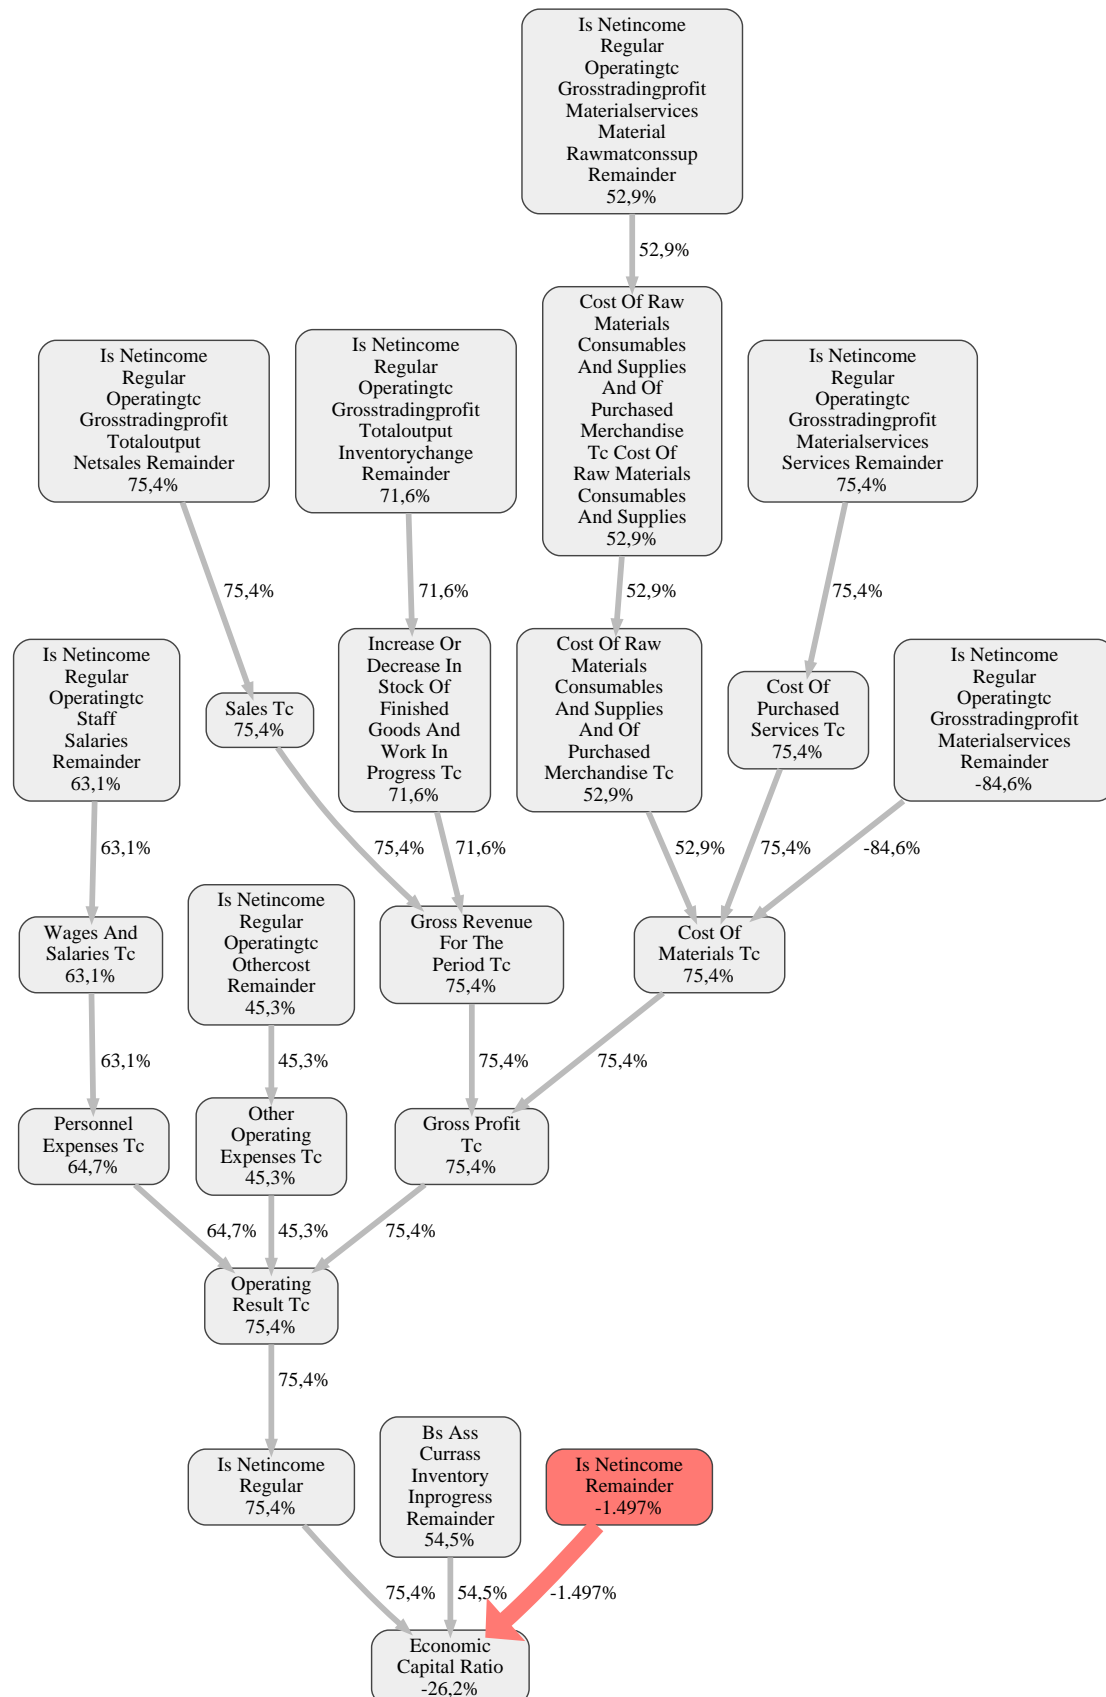 Is Netincome
Regular
Operatingtc
Grosstradingprofit
Materialservices
Material
Rawmatconssup
Remainder
52,9%
52,9%
Is Netincome
Regular
Operatingtc
Grosstradingprofit
Totaloutput
Netsales Remainder
75,4%
Is Netincome
Regular
Operatingtc
Grosstradingprofit
Totaloutput
Inventorychange
Remainder
71,6%
Cost Of Raw
Materials
Consumables
And Supplies
And Of
Purchased
Merchandise
Tc Cost Of
Raw Materials
Consumables
And Supplies
52,9%
Is Netincome
Regular
Operatingtc
Grosstradingprofit
Materialservices
Services Remainder
75,4%
75,4%
71,6%
52,9%
75,4%
Is Netincome
Regular
Operatingtc
Staff
Salaries
Remainder
63,1%
Sales Tc
75,4%
Increase Or
Decrease In
Stock Of
Finished
Goods And
Work In
Progress Tc
71,6%
Cost Of Raw
Materials
Consumables
And Supplies
And Of
Purchased
Merchandise Tc
52,9%
Cost Of
Purchased
Services Tc
75,4%
Is Netincome
Regular
Operatingtc
Grosstradingprofit
Materialservices
Remainder
-84,6%
63,1%
75,4%
71,6%
52,9%
75,4%
-84,6%
Wages And
Salaries Tc
63,1%
Is Netincome
Regular
Operatingtc
Othercost
Remainder
45,3%
Gross Revenue
For The
Period Tc
75,4%
Cost Of
Materials Tc
75,4%
63,1%
45,3%
75,4%
75,4%
Personnel
Expenses Tc
64,7%
Other
Operating
Expenses Tc
45,3%
Gross Profit
Tc
75,4%
64,7%
45,3%
75,4%
Operating
Result Tc
75,4%
75,4%
Is Netincome
Regular
75,4%
Bs Ass
Currass
Inventory
Inprogress
Remainder
54,5%
Is Netincome
Remainder
-1.497%
75,4%
54,5%
-1.497%
Economic
Capital Ratio
-26,2%